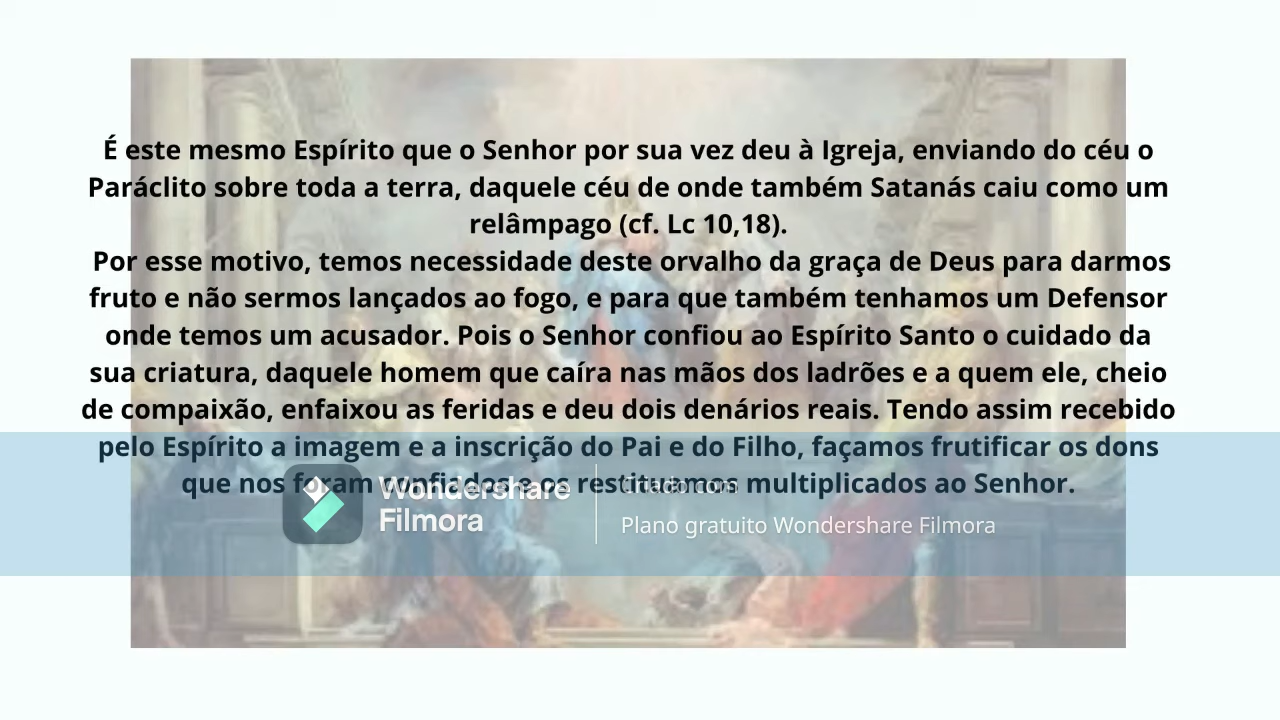 É este mesmo Espírito que o Senhor por sua vez deu à Igreja, enviando do céu o
Paráclito sobre toda a terra, daquele céu de onde também Satanás caiu como um
relâmpago (cf. Lc 10,18).
Por esse motivo, temos necessidade deste orvalho da graça de Deus para darmos
fruto e não sermos lançados ao fogo, e para que também tenhamos um Defensor
onde temos um acusador. Pois o Senhor confiou ao Espírito Santo o cuidado da
sua criatura, daquele homem que caíra nas mãos dos ladrões e a quem ele, cheio
de compaixão, enfaixou as feridas e deu dois denários reais. Tendo assim recebido
pelo Espírito a imagem e a inscrição do Pai e do Filho, façamos frutificar os dons
que nos foram confiados e os restituamos multiplicados ao Senhor.
Wondershare
Filmora
Criado com
Plano gratuito Wondershare Filmora